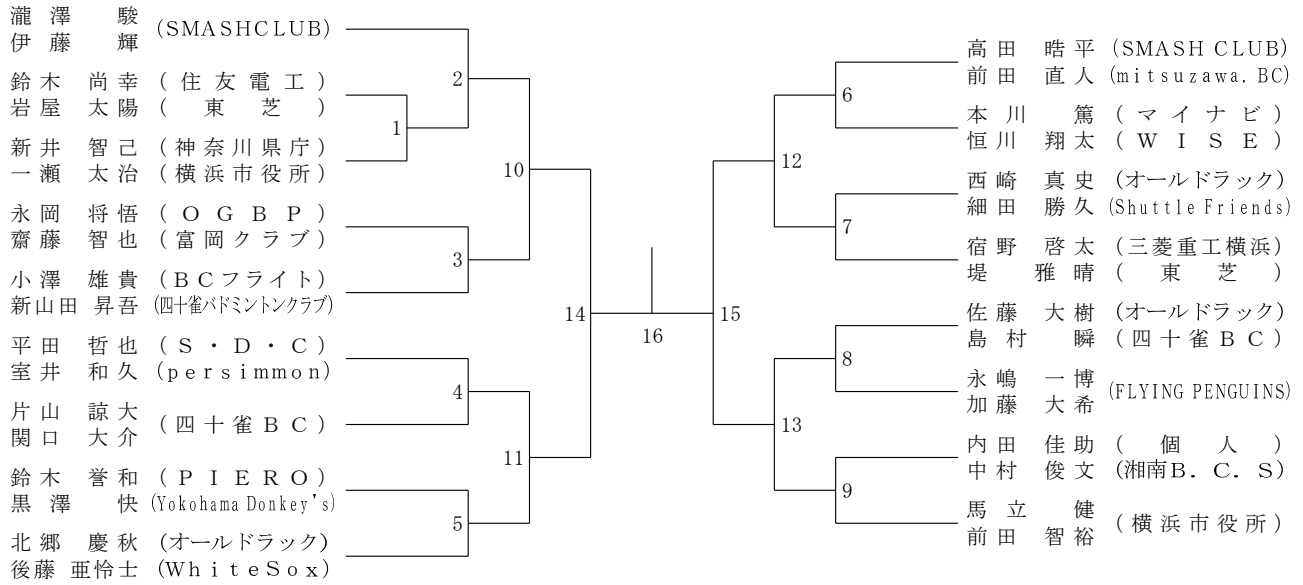 瀧澤 駿 (SMASHCLUB)
伊藤 輝
鈴木 尚幸 (住友電工)
岩屋 太陽 (東芝)
新井 智己 (神奈川県庁)
一瀬 太治 (横浜市役所)
永岡 将悟 (OGBP)
齋藤 智也 (富岡クラブ)
小澤 雄貴 (BCフライト)
新山田 昇吾 (四十雀バドミントンクラブ)
平田 哲也 (S・D・C)
室井 和久 (persimmon)
片山 諒大 (四十雀BC)
関口 大介
鈴木 誉和 (PIERO)
黒澤 快 (Yokohama Donkey's)
北郷 慶秋 (オールドラック)
後藤 亜怜士 (WhiteSox)
1
2
3
4
5
10
11
14
16
15
12
13
6
7
8
9
高田 晧平 (SMASH CLUB)
前田 直人 (mitsuzawa.BC)
本川 篤 (マイナビ)
恒川 翔太 (WISE)
西崎 真史 (オールドラック)
細田 勝久 (Shuttle Friends)
宿野 啓太 (三菱重工横浜)
堤 雅晴 (東芝)
佐藤 大樹 (オールドラック)
島村 瞬 (四十雀BC)
永嶋 一博 (FLYING PENGUINS)
加藤 大希
内田 佳助 (個人)
中村 俊文 (湘南B.C.S)
馬立 健 (横浜市役所)
前田 智裕